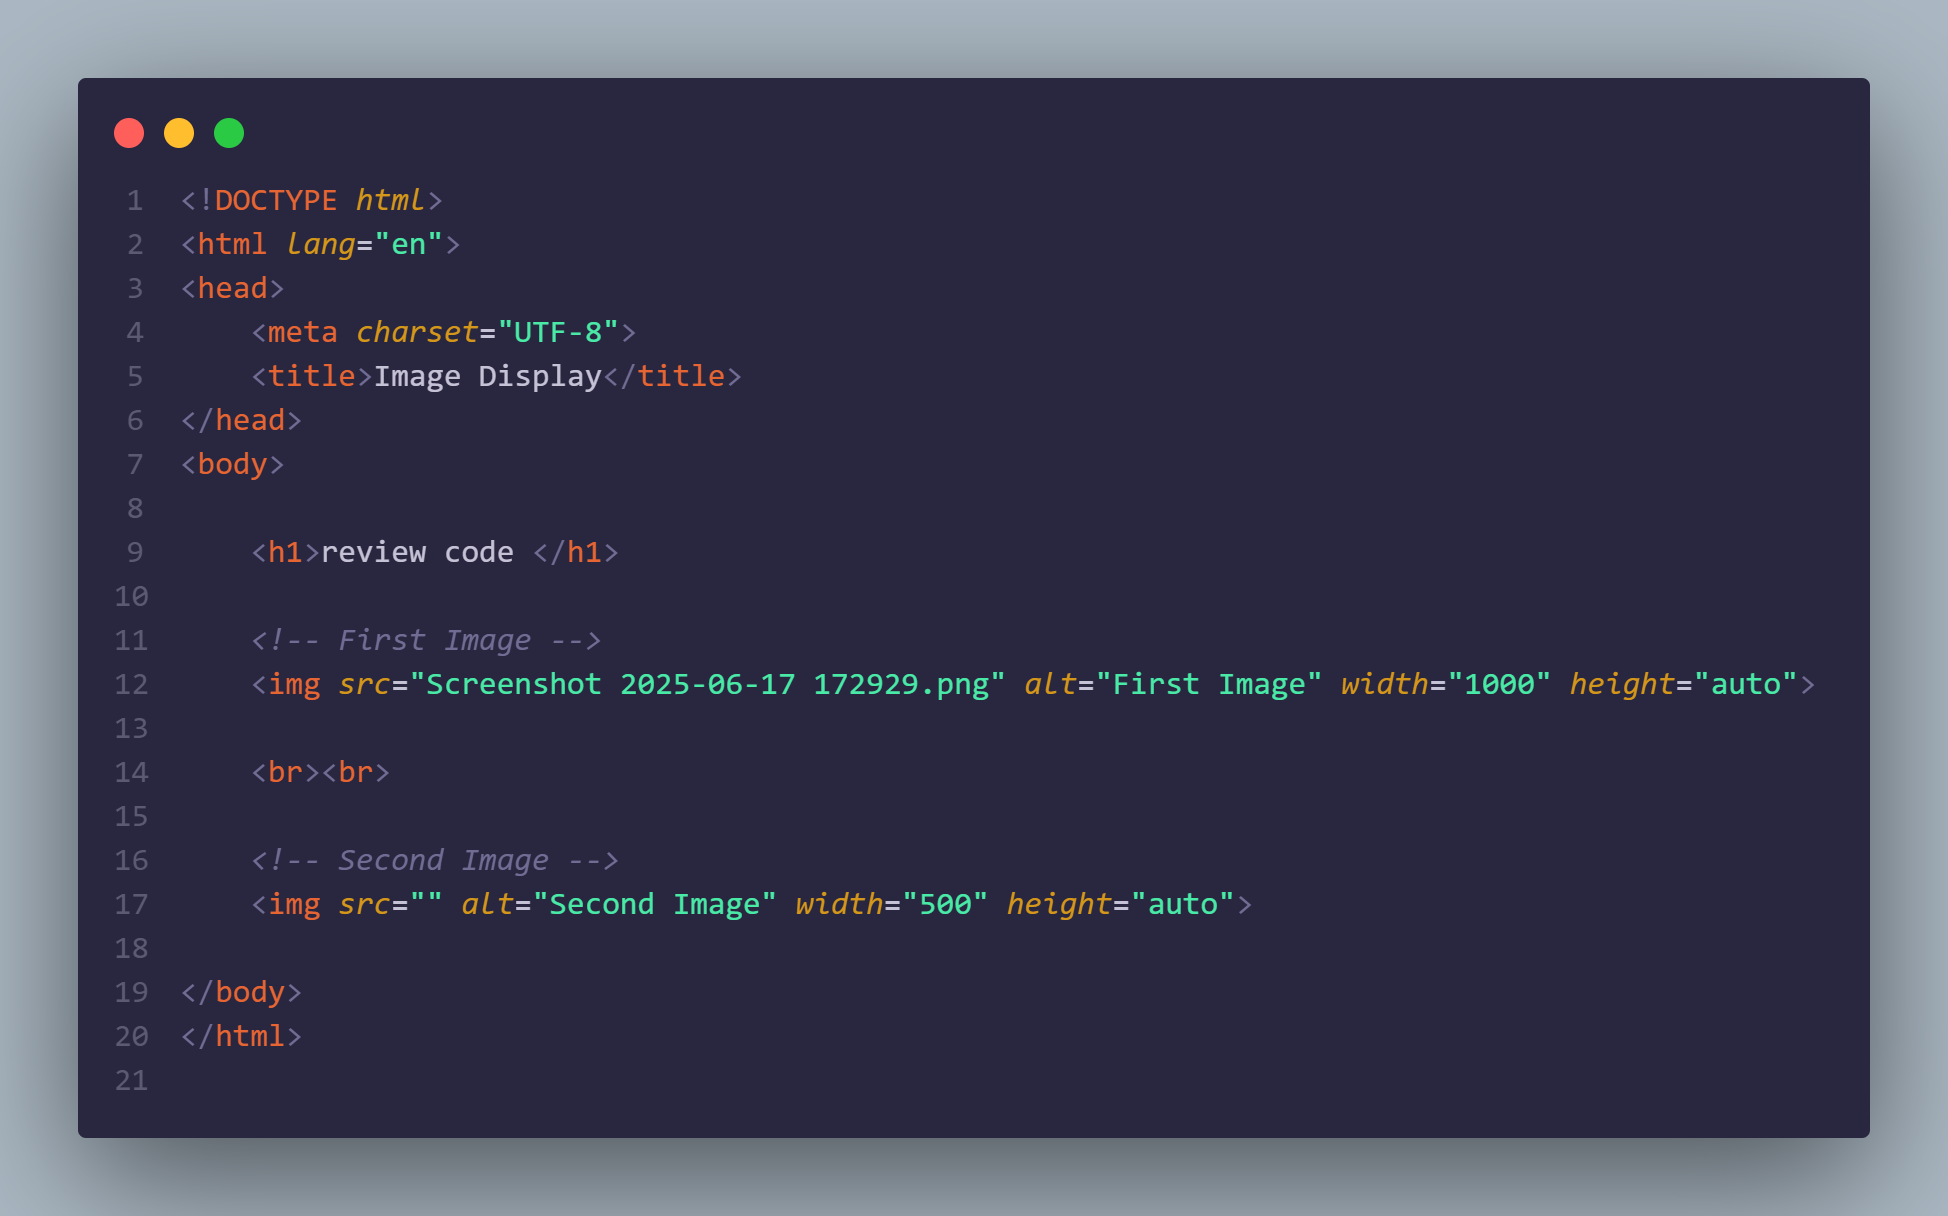 1 <!DOCTYPE html>
2 <html lang="en">
3 <head>
4     <meta charset="UTF-8">
5     <title>Image Display</title>
6 </head>
7 <body>
8
9     <h1>review code </h1>
10
11     <!-- First Image -->
12     <img src="Screenshot 2025-06-17 172929.png" alt="First Image" width="1000" height="auto">
13
14     <br><br>
15
16     <!-- Second Image -->
17     <img src="" alt="Second Image" width="500" height="auto">
18
19 </body>
20 </html>
21